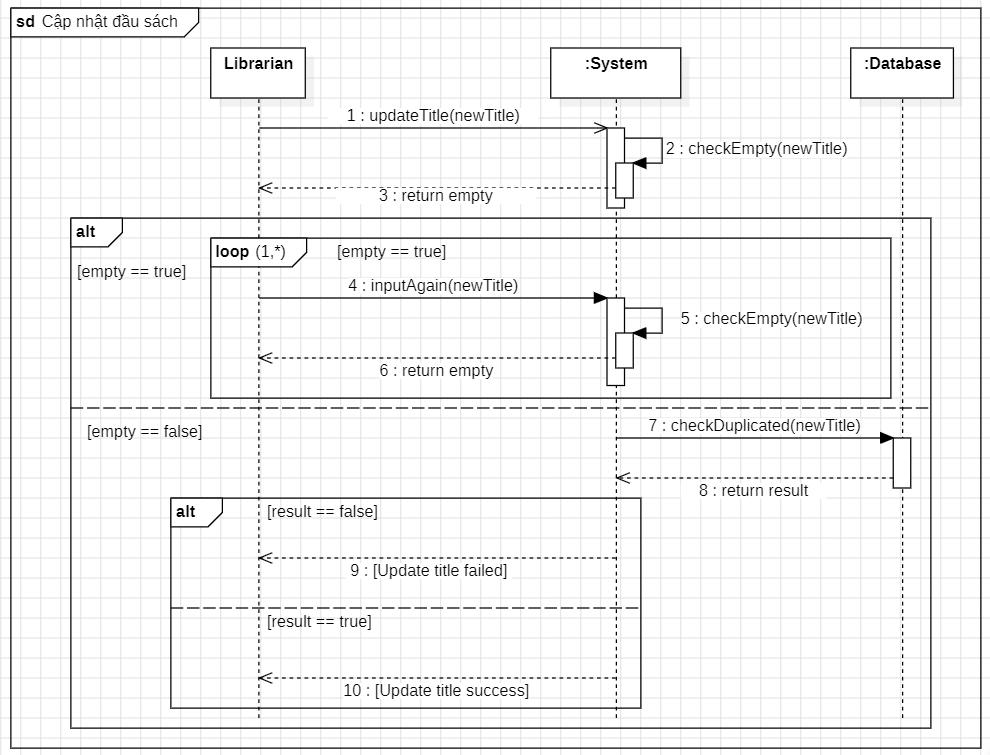 sd Cập nhật đầu sách
Librarian
:System
:Database
1 : updateTitle(newTitle)
2 : checkEmpty(newTitle)
3 : return empty
alt
[empty == true]
loop (1,*)
[empty == true]
4 : inputAgain(newTitle)
5 : checkEmpty(newTitle)
6 : return empty
[empty == false]
7 : checkDuplicated(newTitle)
8 : return result
alt
[result == false]
9 : [Update title failed]
[result == true]
10 : [Update title success]